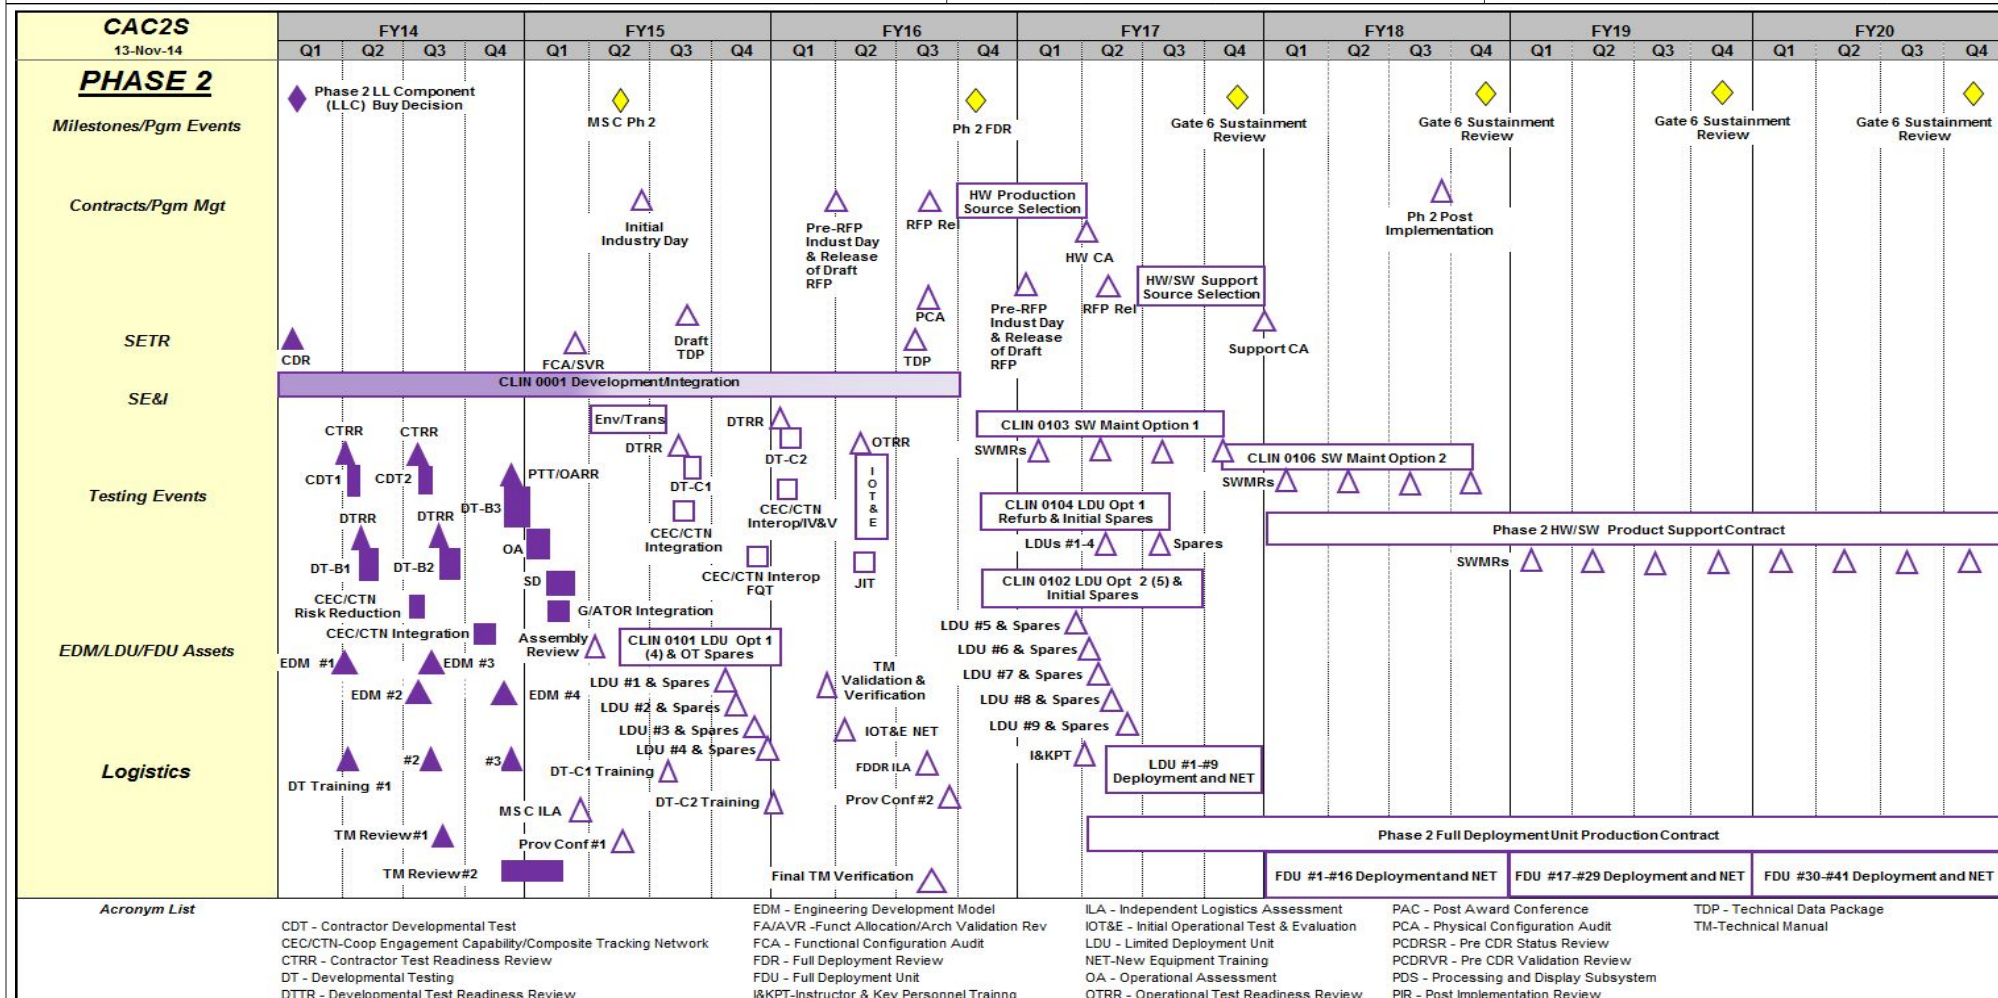 CAC2S
13-Nov-14
FY14
FY15
FY16
FY17
FY18
FY19
FY20
Q1 Q2 Q3 Q4 Q1 Q2 Q3 Q4 Q1 Q2 Q3 Q4 Q1 Q2 Q3 Q4 Q1 Q2 Q3 Q4 Q1 Q2 Q3 Q4 Q1 Q2 Q3 Q4
PHASE 2
Milestones/Pgm Events
Phase 2 LL Component
(LLC) Buy Decision
MSC Ph 2
Ph 2 FDR
Gate 6 Sustainment
Review
Gate 6 Sustainment
Review
Gate 6 Sustainment
Review
Gate 6 Sustainment
Review
Contracts/Pgm Mgt
Initial
Industry Day
Pre-RFP
Indust Day
& Release
of Draft
RFP
RFP Rel
HW Production
Source Selection
HW CA
Ph 2 Post
Implementation
Pre-RFP
Indust Day
& Release
of Draft
RFP
RFP Rel
HW/SW Support
Source Selection
Support CA
SETR
CDR
FCA/SVR
Draft
TDP
PCA
TDP
SE&I
CLIN 0001 Development/Integration
CLIN 0103 SW Maint Option 1
SWMRs
CLIN 0106 SW Maint Option 2
SWMRs
Phase 2 HW/SW Product Support Contract
SWMRs
Testing Events
CTRR
CDT1
CTRR
CDT2
PTT/OARR
DT-B3
DTRR
DT-B1
DTRR
DT-B2
OA
SD
CEC/CTN
Risk Reduction
G/ATOR Integration
CEC/CTN Integration
Env/Trans
DTRR
DT-C1
CEC/CTN
Integration
DTRR
DT-C2
CEC/CTN
Interop/IV&V
CEC/CTN Interop
FQT
OTRR
I
O
T
&
E
JIT
CLIN 0104 LDU Opt 1
Refurb & Initial Spares
LDUs #1-4
Spares
CLIN 0102 LDU Opt 2 (5) &
Initial Spares
EDM/LDU/FDU Assets
EDM #1
EDM #3
EDM #2
EDM #4
Assembly
Review
CLIN 0101 LDU Opt 1
(4) & OT Spares
LDU #1 & Spares
LDU #2 & Spares
LDU #3 & Spares
LDU #4 & Spares
LDU #5 & Spares
LDU #6 & Spares
LDU #7 & Spares
LDU #8 & Spares
LDU #9 & Spares
Logistics
DT Training #1
#2
#3
TM
Validation &
Verification
IOT&E NET
FDDR ILA
DT-C1 Training
DT-C2 Training
Prov Conf #2
MSC ILA
Prov Conf #1
TM Review #1
TM Review #2
Final TM Verification
I&KPT
LDU #1-#9
Deployment and NET
Phase 2 Full Deployment Unit Production Contract
FDU #1-#16 Deployment and NET
FDU #17-#29 Deployment and NET
FDU #30-#41 Deployment and NET
Acronym List
CDT - Contractor Developmental Test
CEC/CTN-Coop Engagement Capability/Composite Tracking Network
CTRR - Contractor Test Readiness Review
DT - Developmental Testing
DTTR - Developmental Test Readiness Review
EDM - Engineering Development Model
FA/AVR -Funct Allocation/Arch Validation Rev
FCA - Functional Configuration Audit
FDR - Full Deployment Review
FDU - Full Deployment Unit
I&KPT-Instructor & Key Personnel Trainng
ILA - Independent Logistics Assessment
IOT&E - Initial Operational Test & Evaluation
LDU - Limited Deployment Unit
NET-New Equipment Training
OA - Operational Assessment
OTRR - Operational Test Readiness Review
PAC - Post Award Conference
PCA - Physical Configuration Audit
PCDRSR - Pre CDR Status Review
PCDRVR - Pre CDR Validation Review
PDS - Processing and Display Subsystem
PIR - Post Implementation Review
TDP - Technical Data Package
TM-Technical Manual